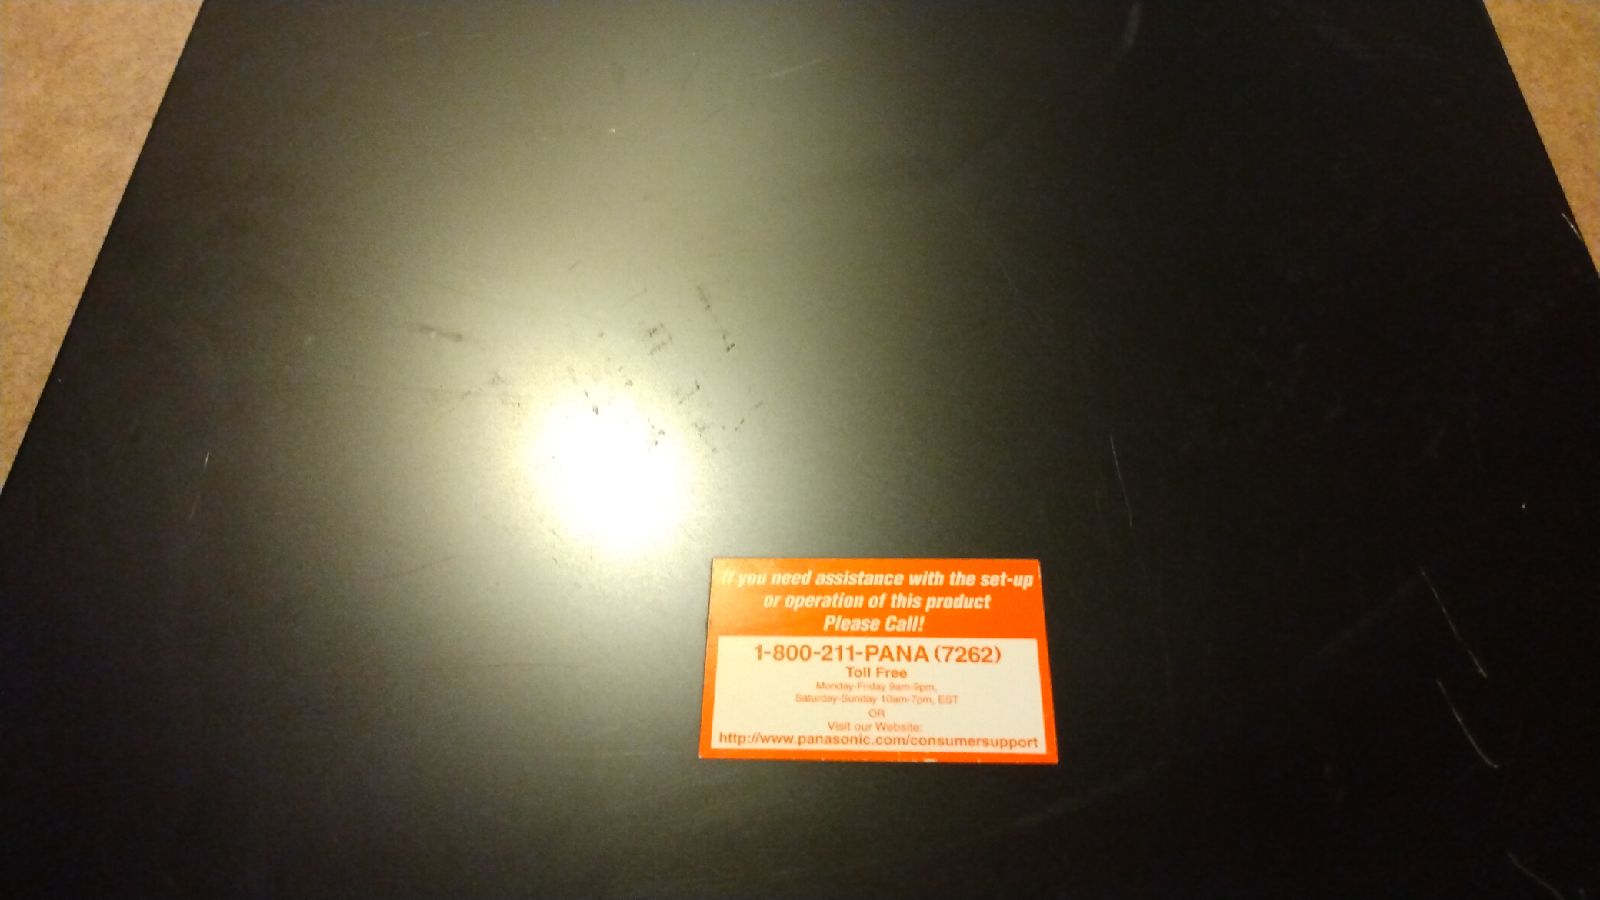 If you need assistance with the set-up
or operation of this product
Please Call!
1-800-211-PANA (7262)
Toll Free
Monday-Friday 9am-9pm,
Saturday-Sunday 10am-7pm, EST
OR
Visit our Website:
http://www.panasonic.com/consumersupport